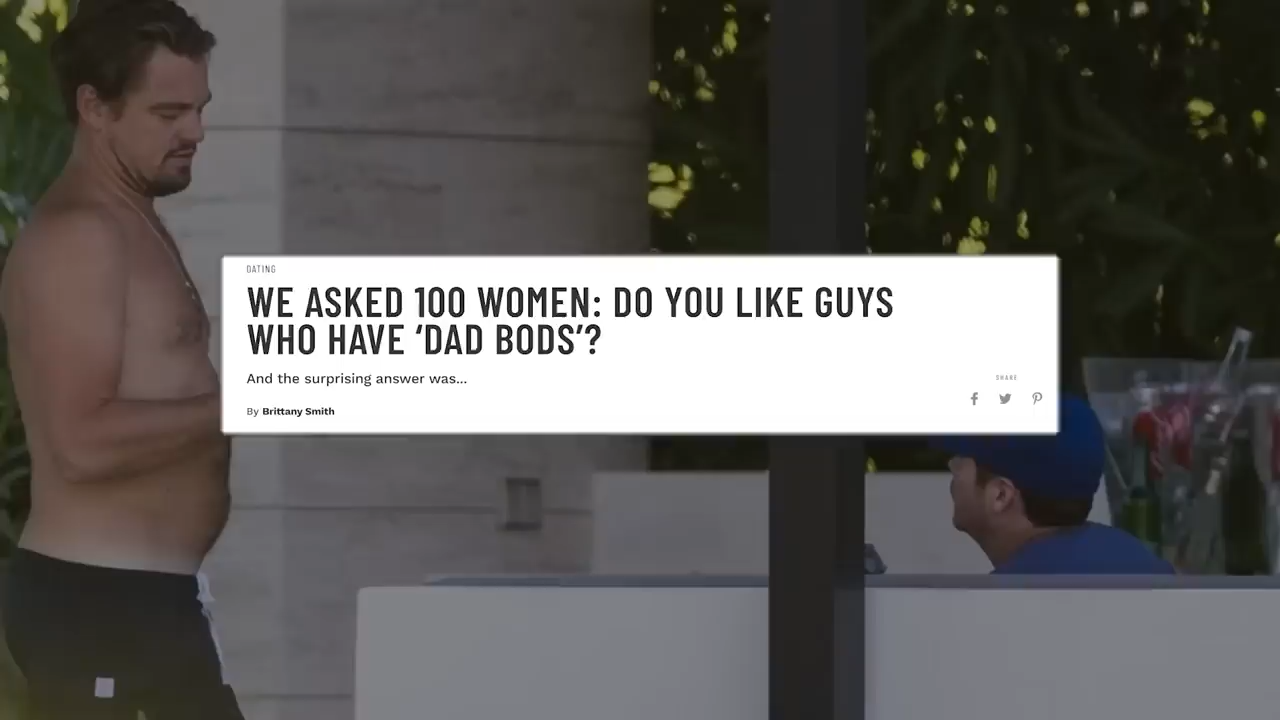 DATING
WE ASKED 100 WOMEN: DO YOU LIKE GUYS
WHO HAVE ‘DAD BODS’?
And the surprising answer was...
SHARE
By Brittany Smith